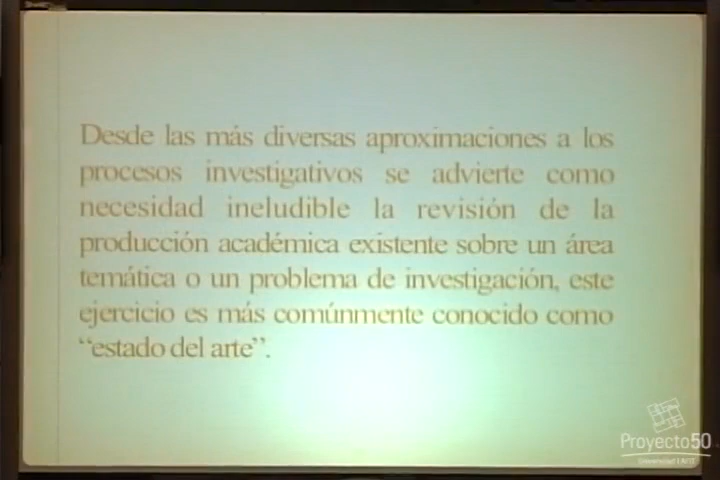 Desde las más diversas aproximaciones a los
procesos investigativos se advierte como
necesidad ineludible la revisión de la
producción académica existente sobre un área
temática o un problema de investigación, este
ejercicio es más comúnmente conocido como
“estado del arte”.
Proyecto50
Universidad EAFIT